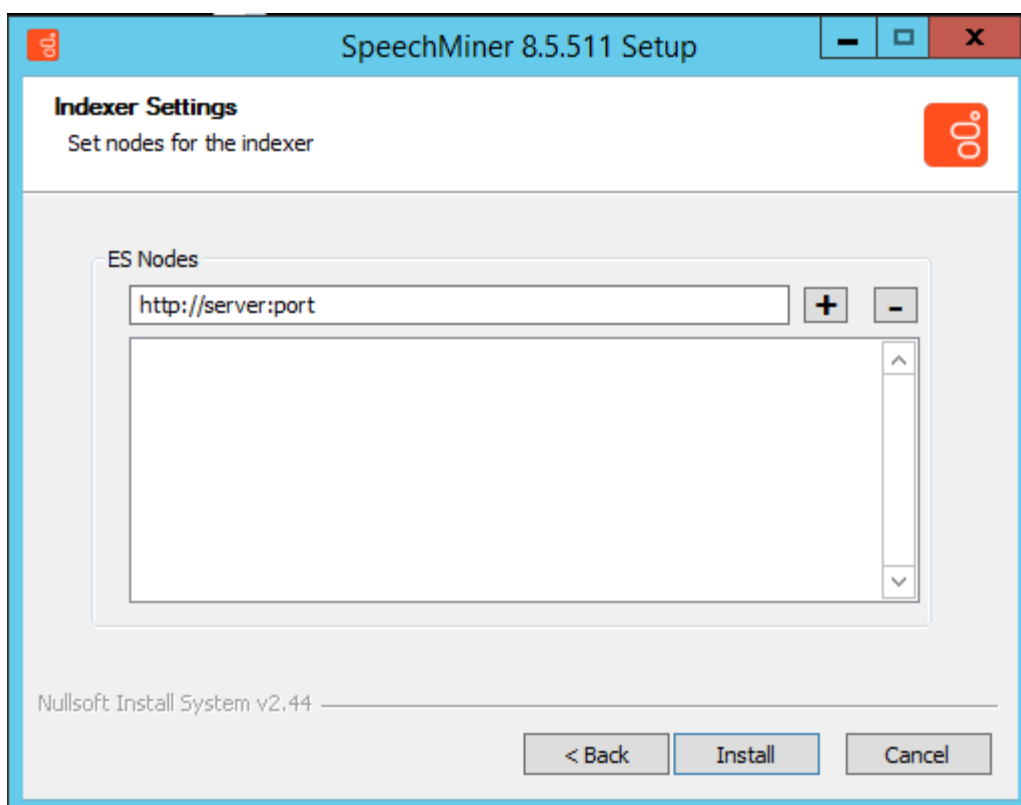 SpeechMiner 8.5.511 Setup
Indexer Settings
Set nodes for the indexer
ES Nodes
http://server:port
+ -
Nullsoft Install System v2.44
< Back Install Cancel